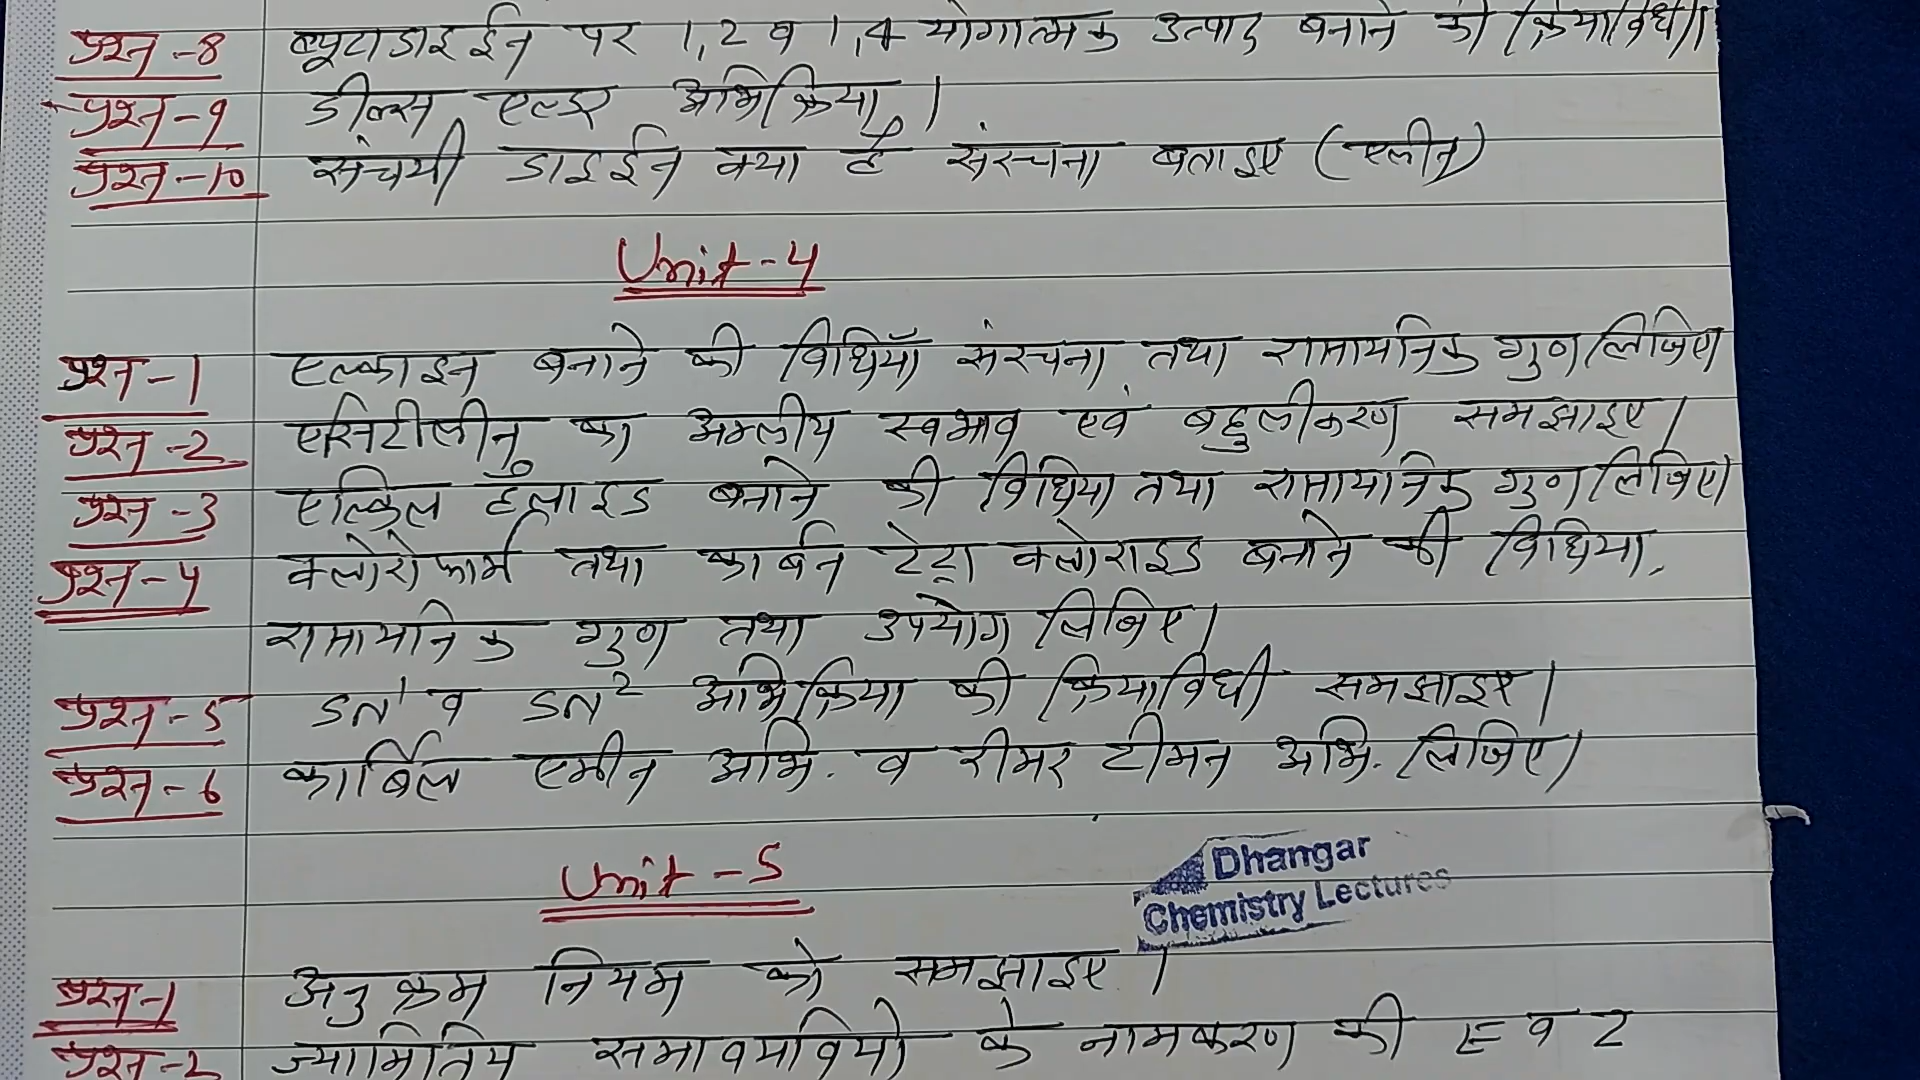 प्रश्न-8 ब्यूटाडाइईन पर 1,2 व 1,4 योगात्मक उत्पाद बनाने की क्रियाविधी।
प्रश्न-9 डील्स एल्डर अभिक्रिया।
प्रश्न-10 संचयी डाइईन क्या है संरचना बताइए (एलीन)
Unit-4
प्रश्न-1 एल्काइन बनाने की विधियाँ संरचना तथा रासायनिक गुण लिखिए
प्रश्न-2 एसिटीलीन का अम्लीय स्वभाव एवं बहुलीकरण समझाइए।
प्रश्न-3 एल्किल हैलाइड बनाने की विधिया तथा रासायनिक गुण लिखिए।
प्रश्न-4 क्लोरोफार्म तथा कार्बन टेट्रा क्लोराइड बनाने की विधिया,
रासायनिक गुण तथा उपयोग लिखिए।
प्रश्न-5 SN1 व SN2 अभिक्रिया की क्रियाविधी समझाइए।
प्रश्न-6 कार्बिल एमीन अभि. व रीमर टीमन अभि. लिखिए।
Unit-5
Dhangar
Chemistry Lectures
प्रश्न-1 अनुक्रम नियम को समझाइए।
प्रश्न-2 ज्यामितिय समावयवियो के नामकरण की E व Z